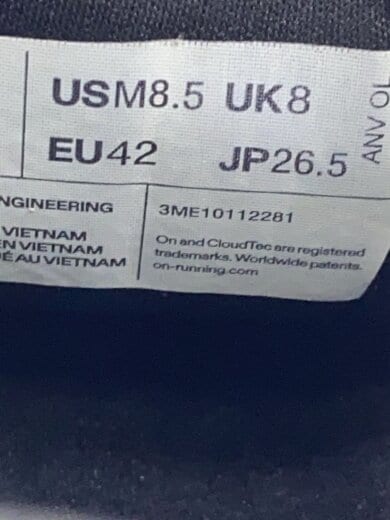 USM8.5 UK8
EU42 JP26.5
NGINEERING
VIETNAM
EN VIETNAM
É AU VIETNAM
3ME10112281
On and CloudTec are registered
trademarks. Worldwide patents.
on-running.com